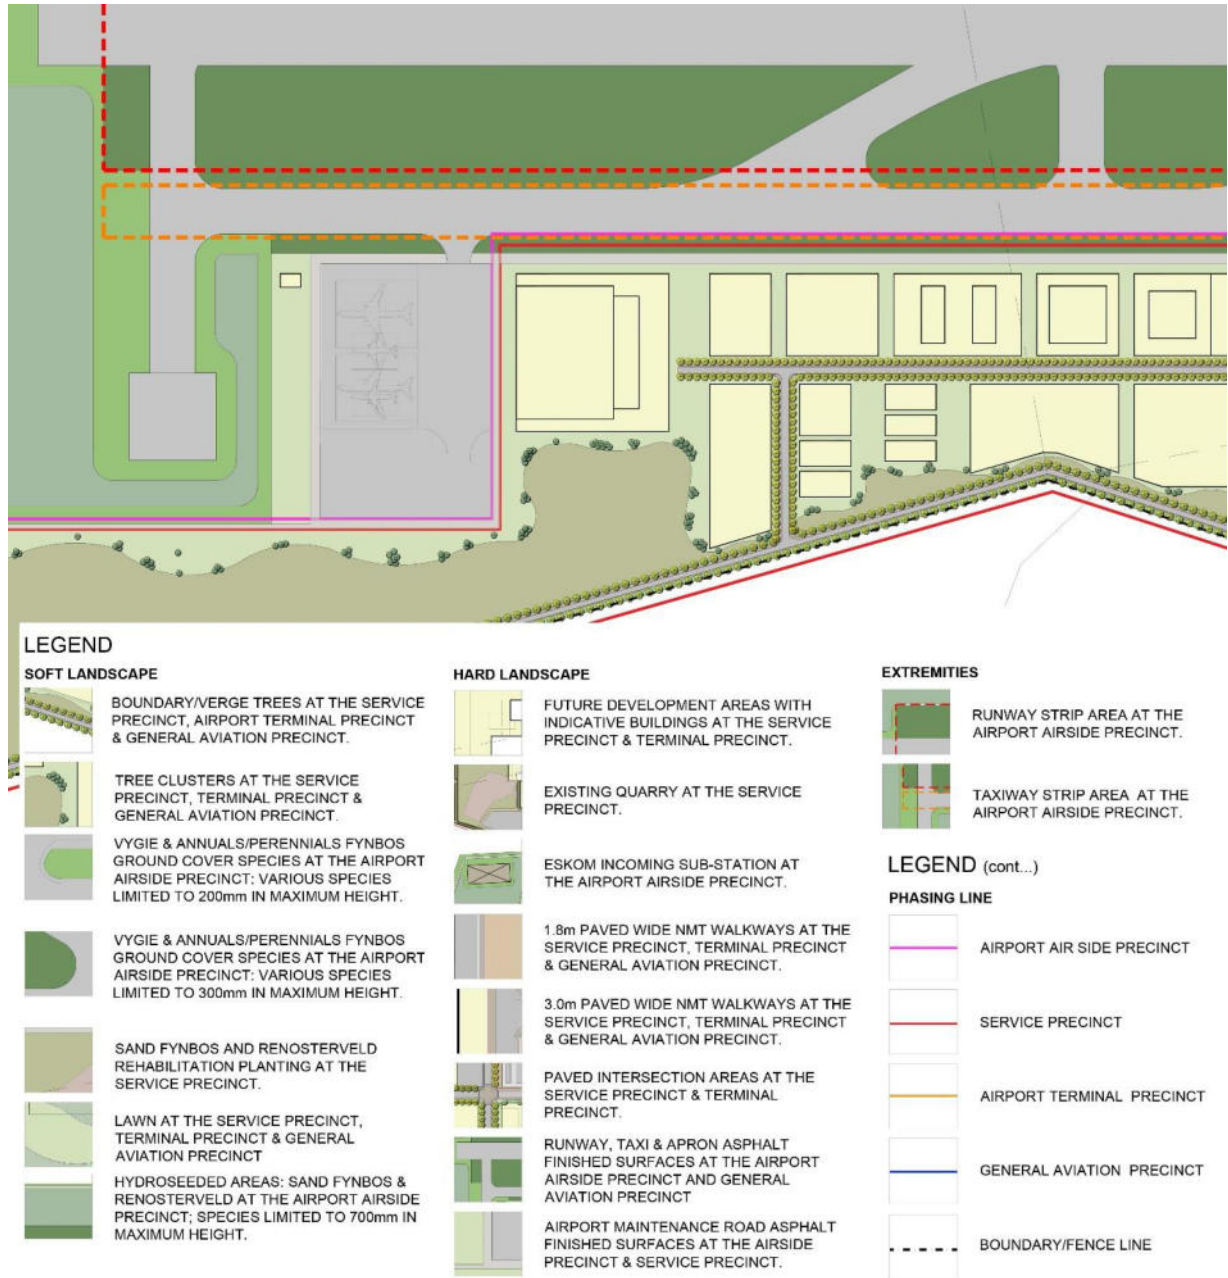 LEGEND
SOFT LANDSCAPE
BOUNDARY/VERGE TREES AT THE SERVICE
PRECINCT, AIRPORT TERMINAL PRECINCT
& GENERAL AVIATION PRECINCT.
TREE CLUSTERS AT THE SERVICE
PRECINCT, TERMINAL PRECINCT &
GENERAL AVIATION PRECINCT.
VYGIE & ANNUALS/PERENNIALS FYNBOS
GROUND COVER SPECIES AT THE AIRPORT
AIRSIDE PRECINCT: VARIOUS SPECIES
LIMITED TO 200mm IN MAXIMUM HEIGHT.
VYGIE & ANNUALS/PERENNIALS FYNBOS
GROUND COVER SPECIES AT THE AIRPORT
AIRSIDE PRECINCT: VARIOUS SPECIES
LIMITED TO 300mm IN MAXIMUM HEIGHT.
SAND FYNBOS AND RENOSTERVELD
REHABILITATION PLANTING AT THE
SERVICE PRECINCT.
LAWN AT THE SERVICE PRECINCT,
TERMINAL PRECINCT & GENERAL
AVIATION PRECINCT
HYDROSEEDED AREAS: SAND FYNBOS &
RENOSTERVELD AT THE AIRPORT AIRSIDE
PRECINCT; SPECIES LIMITED TO 700mm IN
MAXIMUM HEIGHT.
HARD LANDSCAPE
FUTURE DEVELOPMENT AREAS WITH
INDICATIVE BUILDINGS AT THE SERVICE
PRECINCT & TERMINAL PRECINCT.
EXISTING QUARRY AT THE SERVICE
PRECINCT.
ESKOM INCOMING SUB-STATION AT
THE AIRPORT AIRSIDE PRECINCT.
1.8m PAVED WIDE NMT WALKWAYS AT THE
SERVICE PRECINCT, TERMINAL PRECINCT
& GENERAL AVIATION PRECINCT.
3.0m PAVED WIDE NMT WALKWAYS AT THE
SERVICE PRECINCT, TERMINAL PRECINCT
& GENERAL AVIATION PRECINCT.
PAVED INTERSECTION AREAS AT THE
SERVICE PRECINCT & TERMINAL
PRECINCT.
RUNWAY, TAXI & APRON ASPHALT
FINISHED SURFACES AT THE AIRPORT
AIRSIDE PRECINCT AND GENERAL
AVIATION PRECINCT
AIRPORT MAINTENANCE ROAD ASPHALT
FINISHED SURFACES AT THE AIRSIDE
PRECINCT & SERVICE PRECINCT.
EXTREMITIES
RUNWAY STRIP AREA AT THE
AIRPORT AIRSIDE PRECINCT.
TAXIWAY STRIP AREA AT THE
AIRPORT AIRSIDE PRECINCT.
LEGEND (cont...)
PHASING LINE
AIRPORT AIR SIDE PRECINCT
SERVICE PRECINCT
AIRPORT TERMINAL PRECINCT
GENERAL AVIATION PRECINCT
BOUNDARY/FENCE LINE